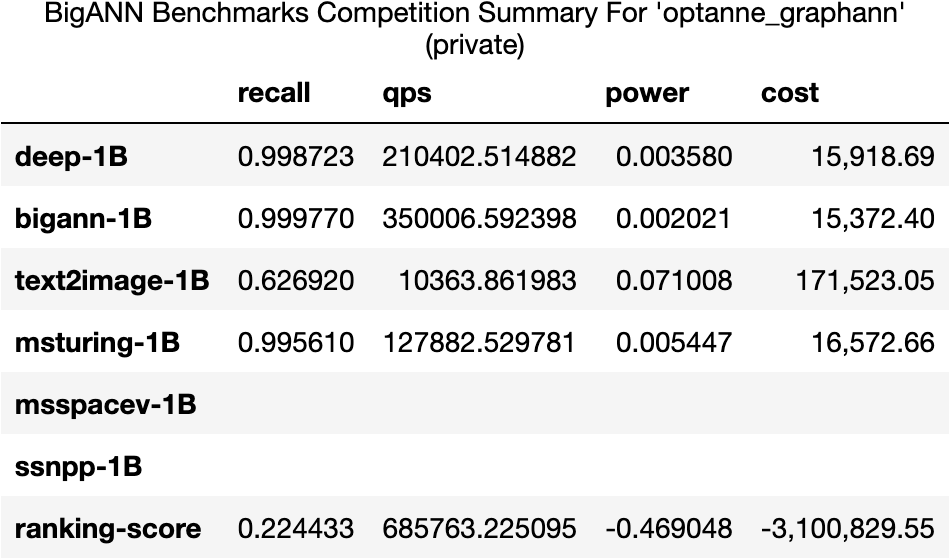 BigANN Benchmarks Competition Summary For 'optanne_graphann'
(private)
recall qps power cost
deep-1B 0.998723 210402.514882 0.003580 15,918.69
bigann-1B 0.999770 350006.592398 0.002021 15,372.40
text2image-1B 0.626920 10363.861983 0.071008 171,523.05
msturing-1B 0.995610 127882.529781 0.005447 16,572.66
msspacev-1B
ssnpp-1B
ranking-score 0.224433 685763.225095 -0.469048 -3,100,829.55